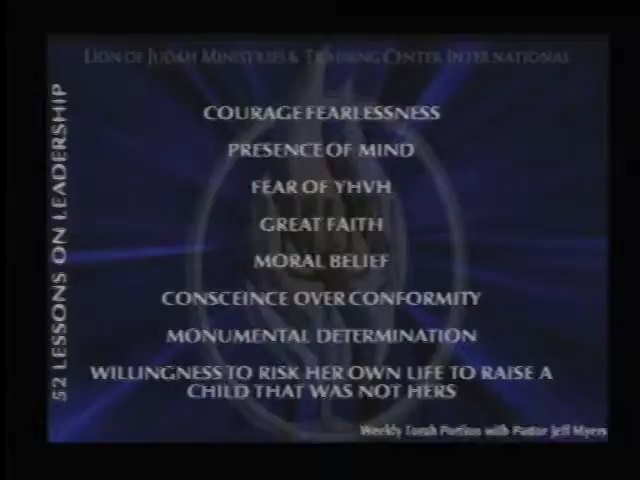 LION OF JUDAH MINISTRIES & TRAINING CENTER INTERNATIONAL
52 LESSONS ON LEADERSHIP
COURAGE FEARLESSNESS
PRESENCE OF MIND
FEAR OF YHVH
GREAT FAITH
MORAL BELIEF
CONSCEINCE OVER CONFORMITY
MONUMENTAL DETERMINATION
WILLINGNESS TO RISK HER OWN LIFE TO RAISE A
CHILD THAT WAS NOT HERS
Weekly Torah Portion with Pastor Jeff Myers